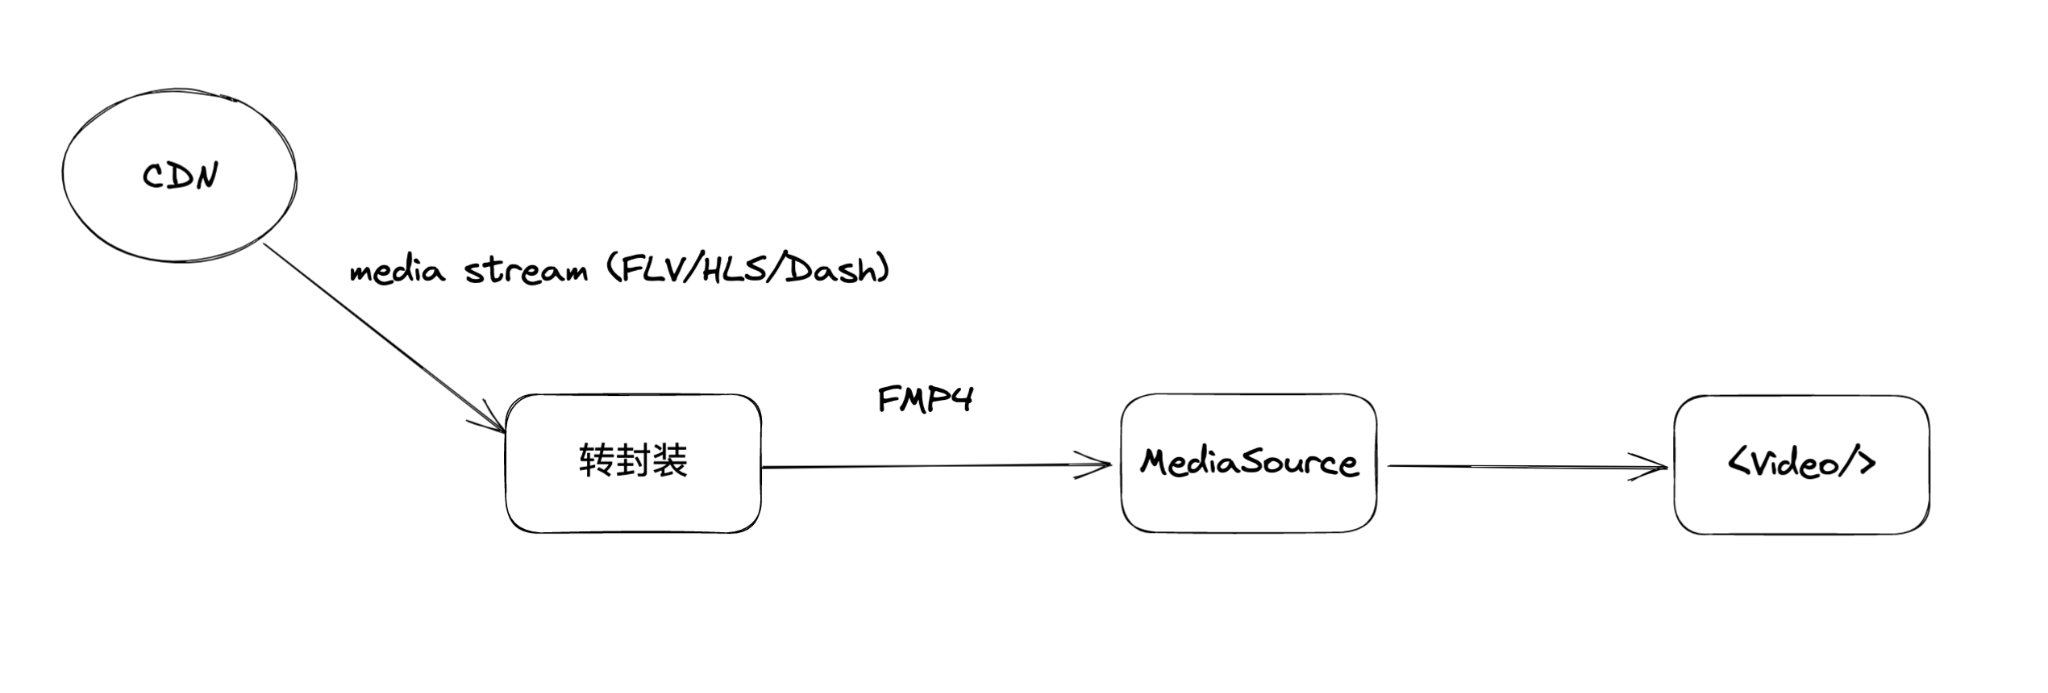 CDN
media stream (FLV/HLS/Dash)
FMP4
转封装
MediaSource
<Video/>